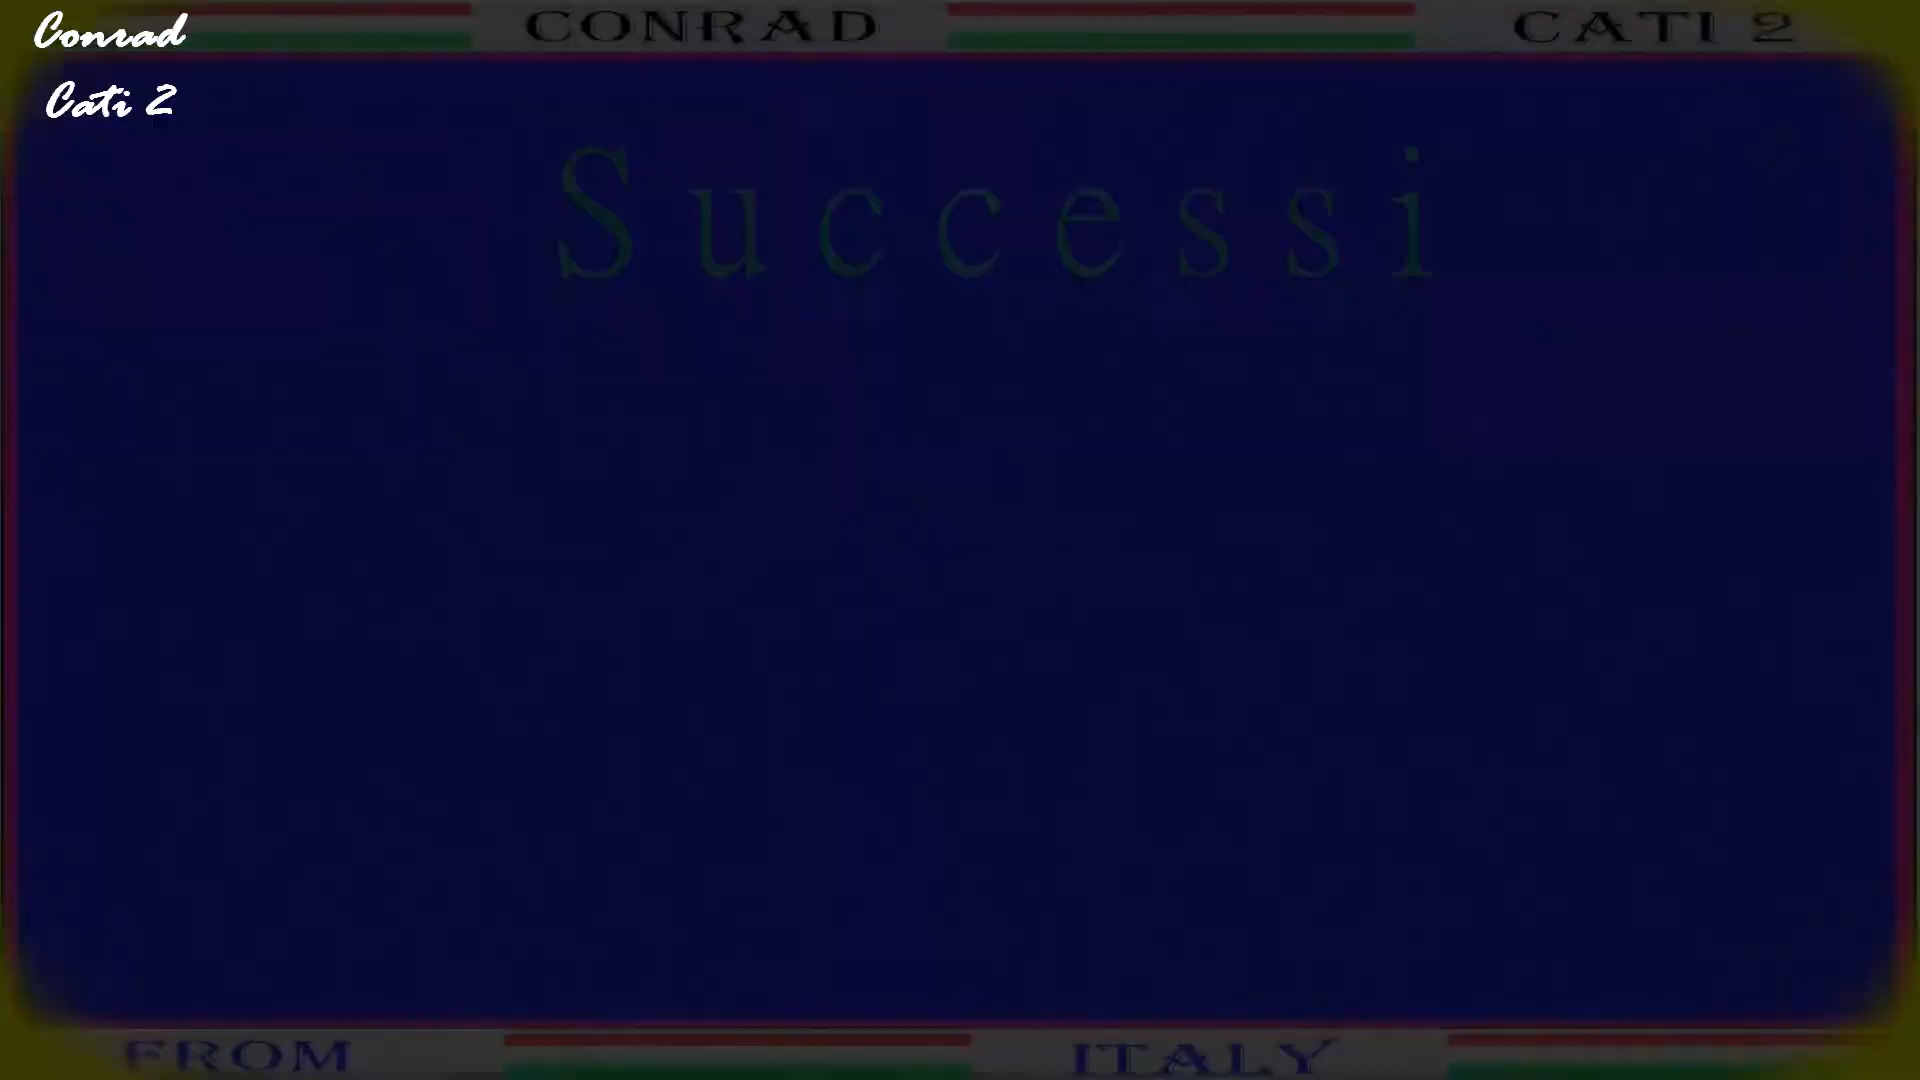 CONRAD CATI 2
Conrad
Cati 2
Successi
FROM ITALY